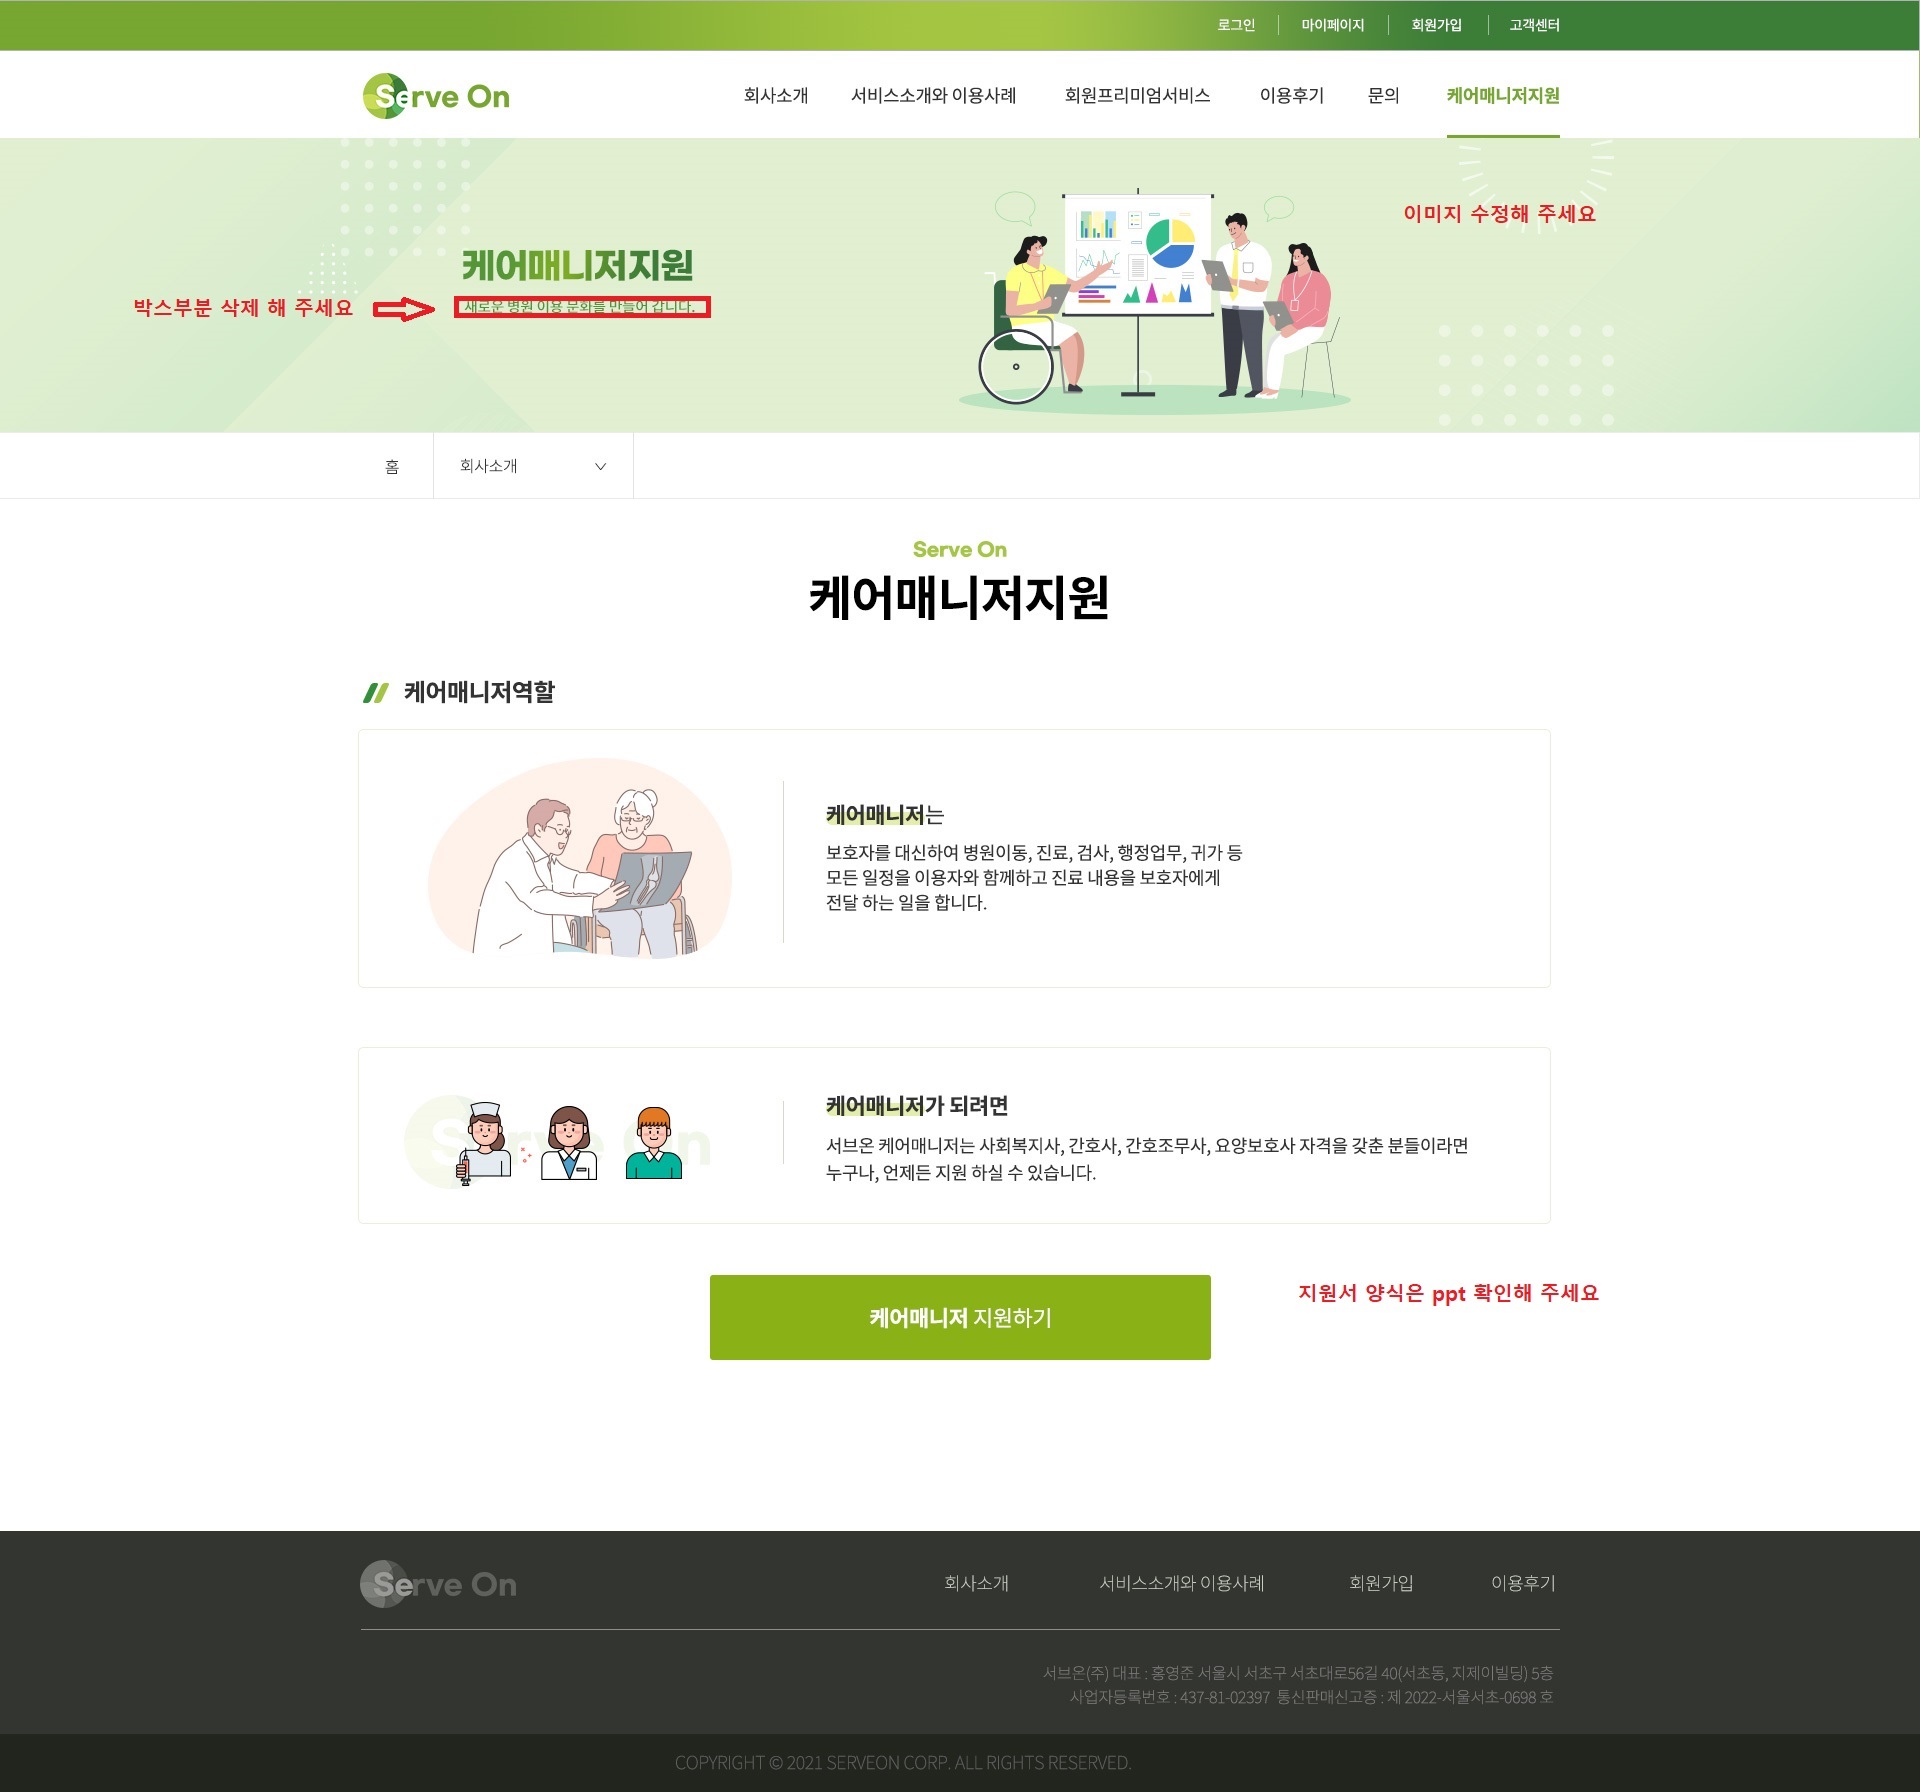 로그인 마이페이지 회원가입 고객센터
Serve On 회사소개 서비스소개와 이용사례 회원프리미엄서비스 이용후기 문의 케어매니저지원
이미지 수정해 주세요
케어매니저지원
박스부분 삭제 해 주세요
새로운 병원 이용 문화를 만들어 갑니다.
홈 회사소개
Serve On
케어매니저지원
케어매니저역할
케어매니저는
보호자를 대신하여 병원이동, 진료, 검사, 행정업무, 귀가 등
모든 일정을 이용자와 함께하고 진료 내용을 보호자에게
전달 하는 일을 합니다.
Serve On
케어매니저가 되려면
서브온 케어매니저는 사회복지사, 간호사, 간호조무사, 요양보호사 자격을 갖춘 분들이라면
누구나, 언제든 지원 하실 수 있습니다.
케어매니저 지원하기
지원서 양식은 ppt 확인해 주세요
Serve On 회사소개 서비스소개와 이용사례 회원가입 이용후기
서브온(주) 대표 : 홍영준 서울시 서초구 서초대로56길 40(서초동, 지제이빌딩) 5층
사업자등록번호 : 437-81-02397 통신판매신고증 : 제 2022-서울서초-0698 호
COPYRIGHT © 2021 SERVEON CORP. ALL RIGHTS RESERVED.